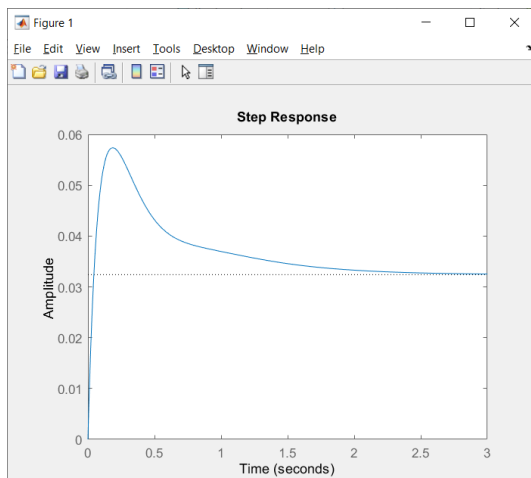 Figure 1
File Edit View Insert Tools Desktop Window Help
Step Response
0.06
0.05
0.04
0.03
0.02
0.01
0
Amplitude
0 0.5 1 1.5 2 2.5 3
Time (seconds)